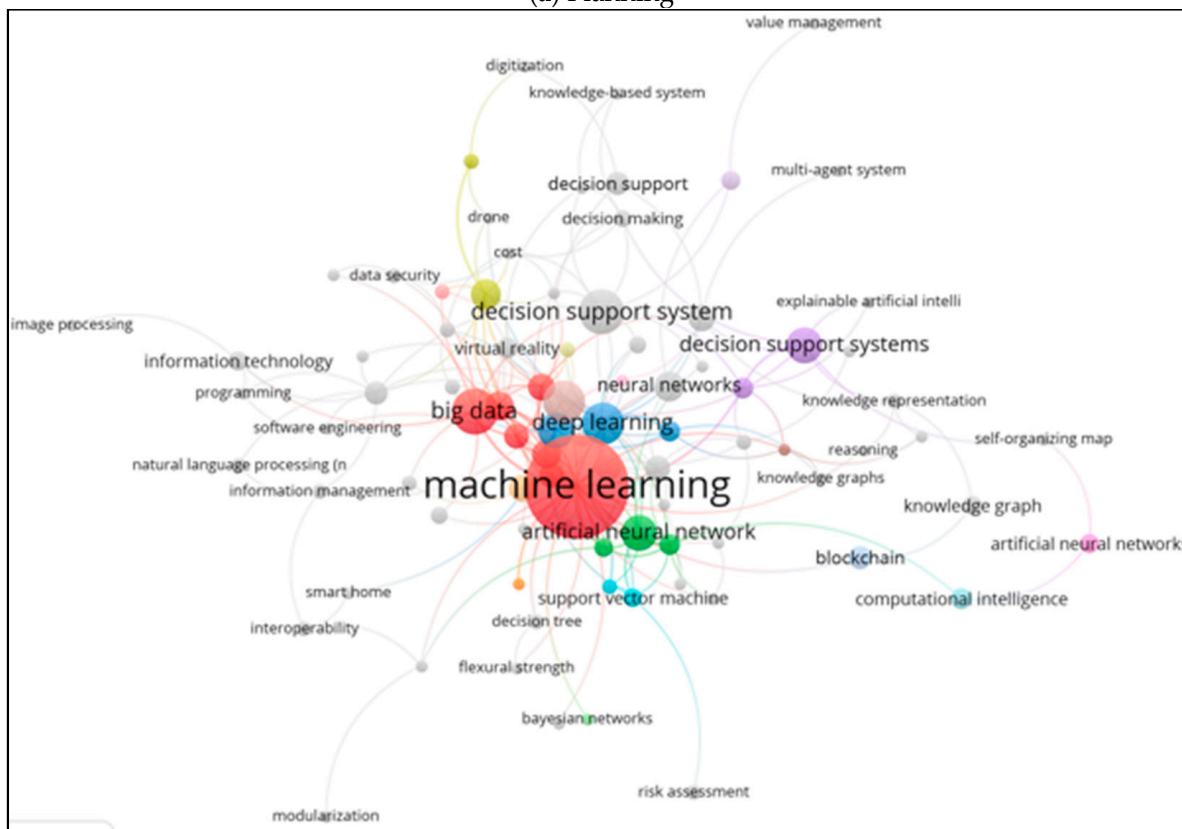 (a) Planning
value management
digitization
knowledge-based system
multi-agent system
decision support
drone
decision making
cost
data security
explainable artificial intelli
decision support system
image processing
decision support systems
virtual reality
information technology
neural networks
programming
knowledge representation
big data
deep learning
software engineering
self-organizing map
reasoning
natural language processing (n
knowledge graphs
information management
machine learning
knowledge graph
artificial neural network
artificial neural networks
blockchain
smart home
support vector machine
computational intelligence
decision tree
interoperability
flexural strength
bayesian networks
risk assessment
modularization